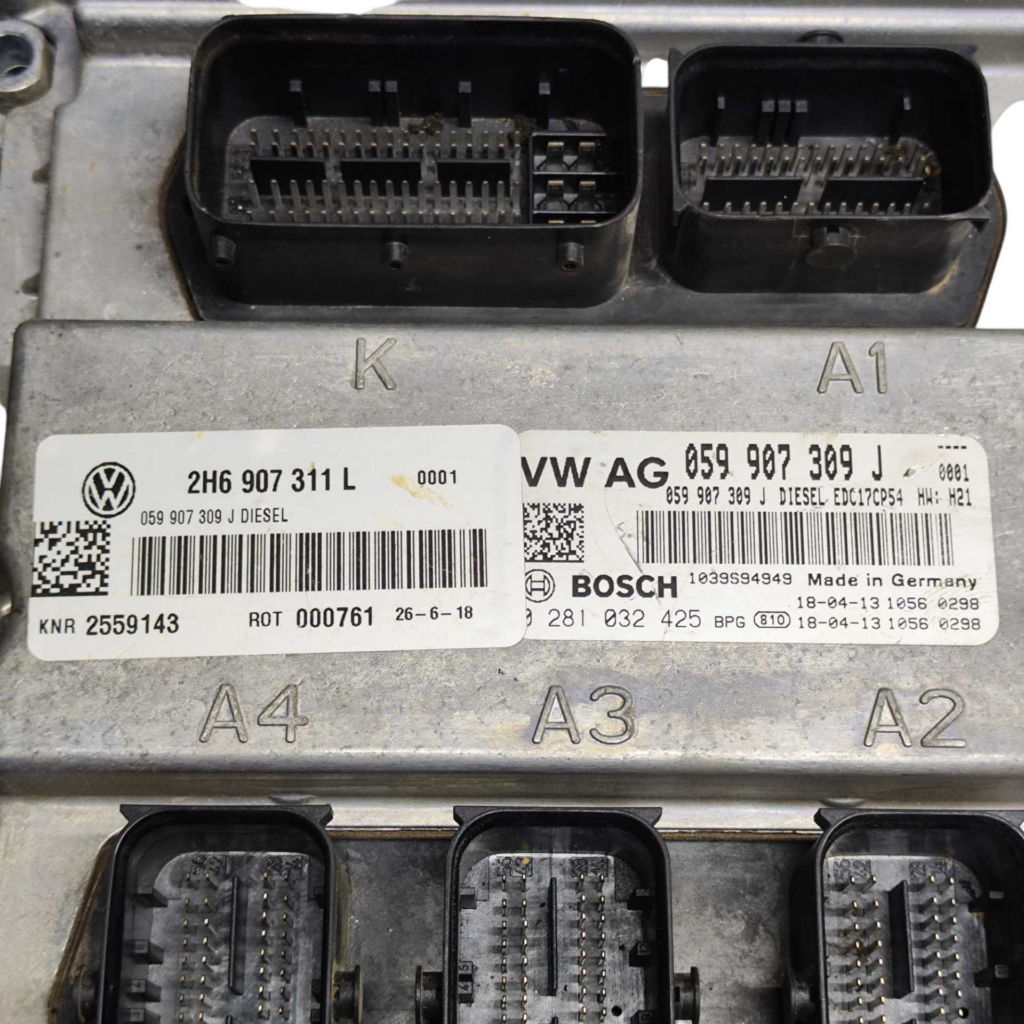 K
A1
2H6 907 311 L 0001
059 907 309 J DIESEL
KNR 2559143 ROT 000761 26-6-18
VW AG 059 907 309 J ---- 0001
059 907 309 J DIESEL EDC17CP54 HW: H21
BOSCH 1039S94949 Made in Germany
18-04-13 1056 0298
0 281 032 425 BPG 810 18-04-13 1056 0298
A4
A3
A2